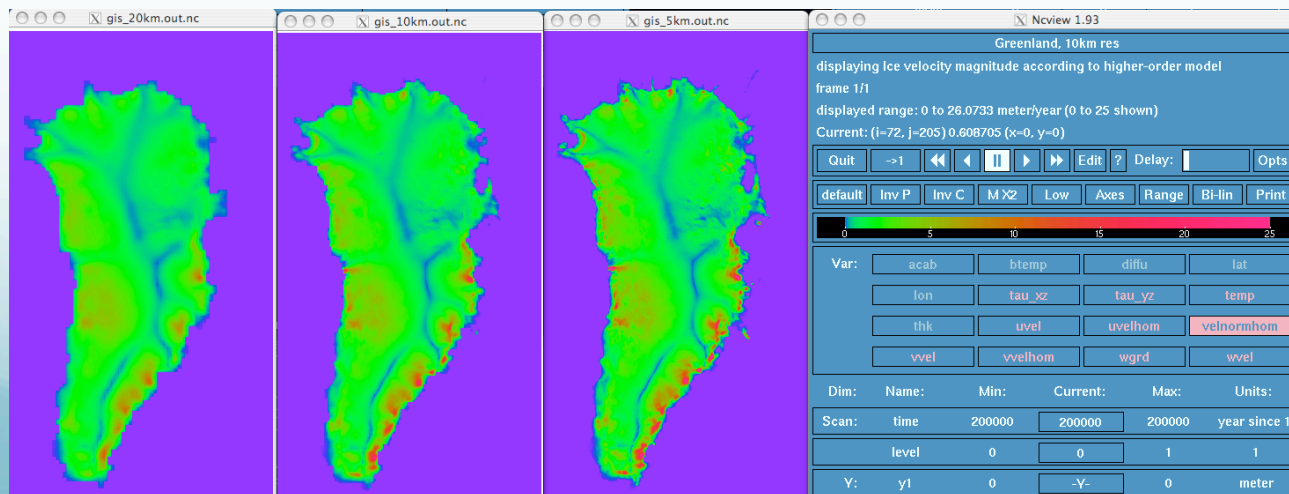 gis_20km.out.nc
gis_10km.out.nc
gis_5km.out.nc
Ncview 1.93
Greenland, 10km res
displaying Ice velocity magnitude according to higher-order model
frame 1/1
displayed range: 0 to 26.0733 meter/year (0 to 25 shown)
Current: (i=72, j=205) 0.608705 (x=0, y=0)
Quit ->1 Edit ? Delay: Opts
default Inv P Inv C M X2 Low Axes Range Bi-lin Print
0 5 10 15 20 25
Var: acab btemp diffu lat
lon tau_xz tau_yz temp
thk uvel uvelhom velnormhom
vvel vvelhom wgrd wvel
Dim: Name: Min: Current: Max: Units:
Scan: time 200000 200000 200000 year since 1
level 0 0 1 1
Y: y1 0 -Y- 0 meter